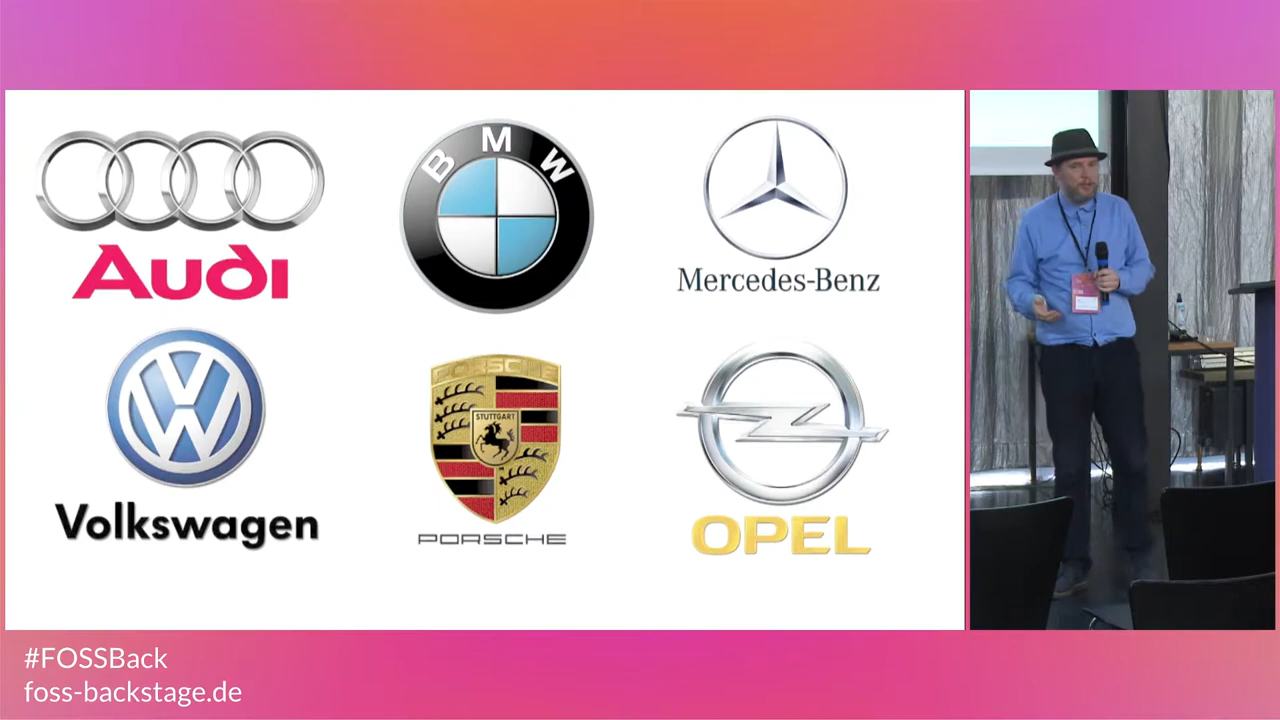 Audi
BMW
Mercedes-Benz
Volkswagen
PORSCHE
STUTTGART
PORSCHE
OPEL
#FOSSBack
foss-backstage.de